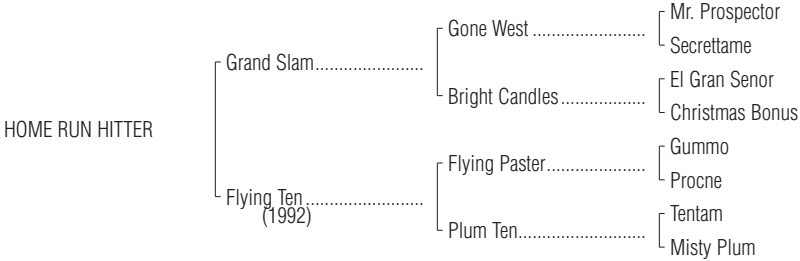 Mr. Prospector
Gone West ..............................
Secrettame
Grand Slam............................
El Gran Senor
Bright Candles......................
Christmas Bonus
HOME RUN HITTER
Gummo
Flying Paster..........................
Procne
Flying Ten ..............................
(1992)
Tentam
Plum Ten.................................
Misty Plum